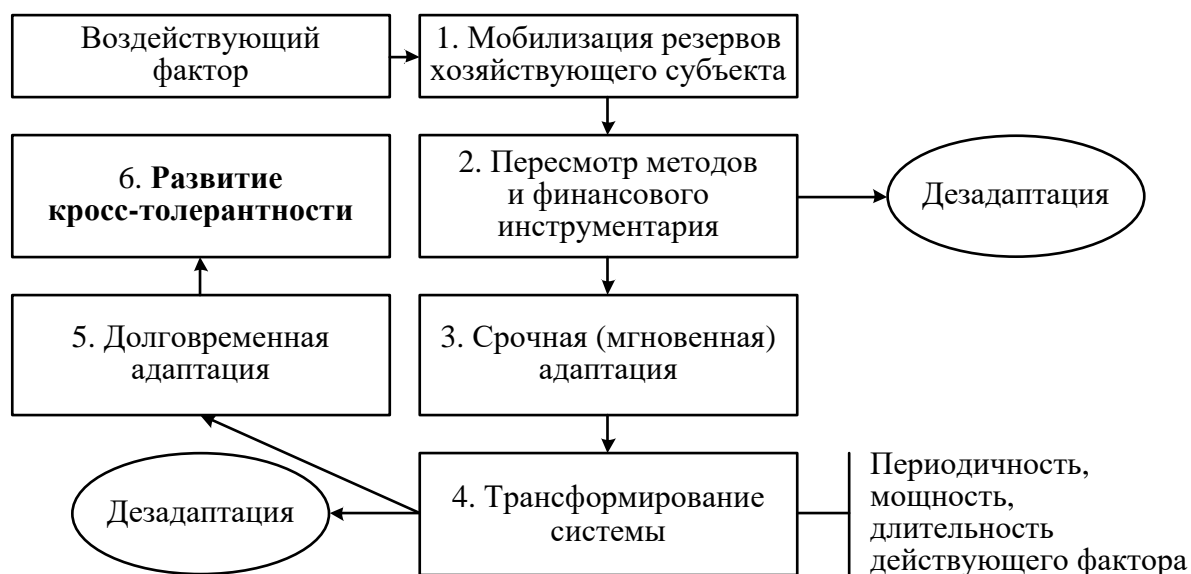 Воздействующий
фактор
1. Мобилизация резервов
хозяйствующего субъекта
6. Развитие
кросс-толерантности
2. Пересмотр методов
и финансового
инструментария
Дезадаптация
5. Долговременная
адаптация
3. Срочная (мгновенная)
адаптация
Дезадаптация
4. Трансформирование
системы
Периодичность,
мощность,
длительность
действующего фактора